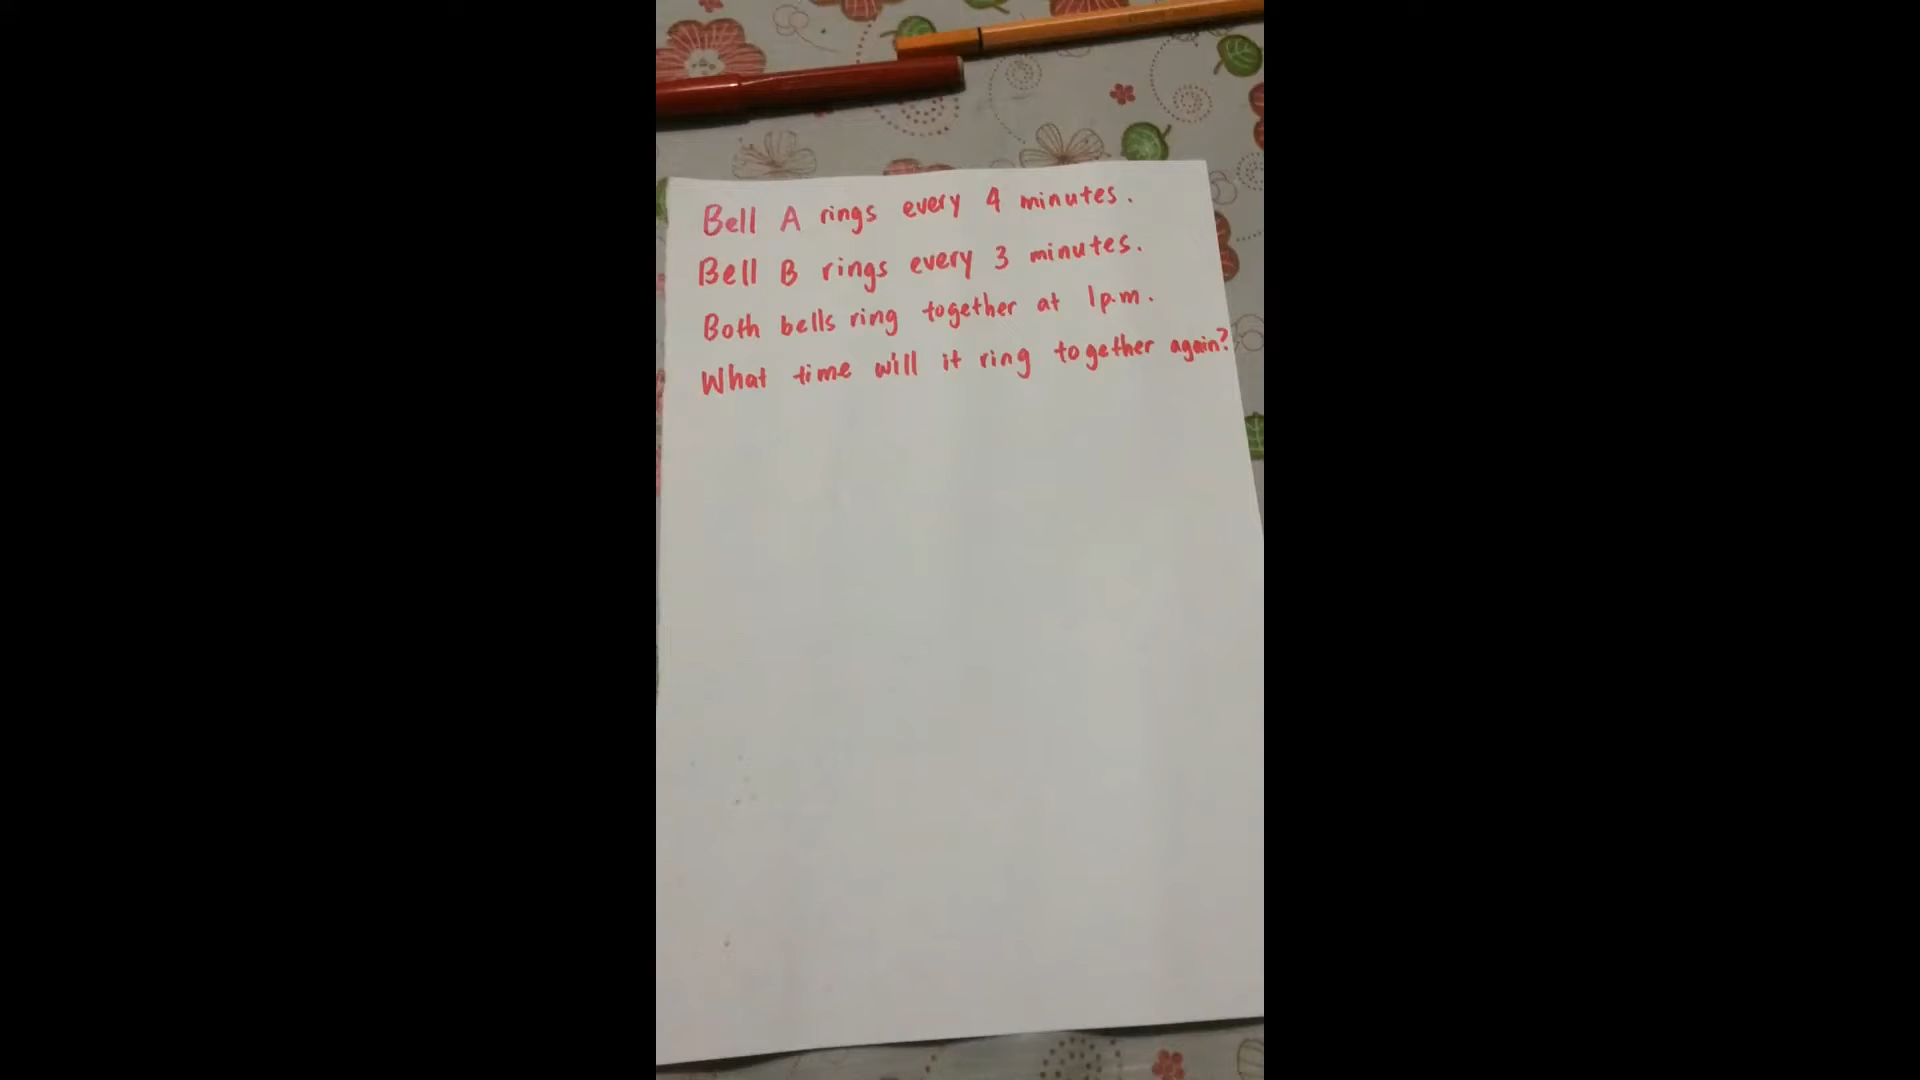 Bell A rings every 4 minutes.
Bell B rings every 3 minutes.
Both bells ring together at 1p.m.
What time will it ring together again?